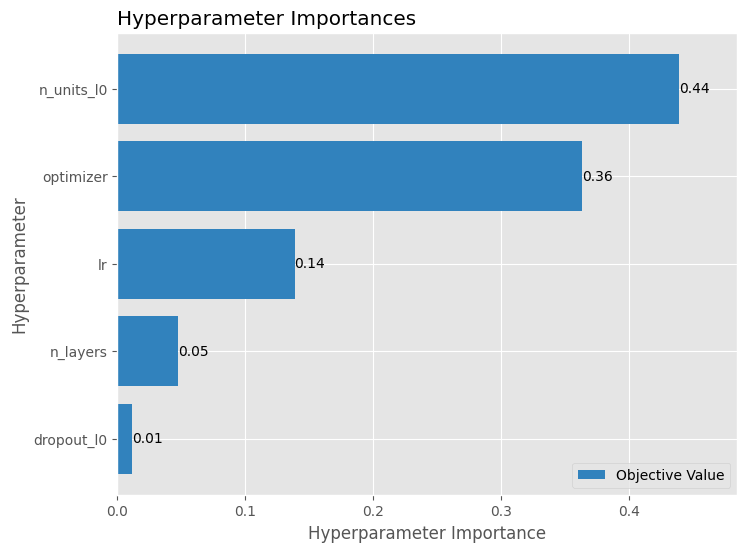 Hyperparameter Importances
Hyperparameter
n_units_l0
0.44
optimizer
0.36
lr
0.14
n_layers
0.05
dropout_l0
0.01
Objective Value
0.0
0.1
0.2
0.3
0.4
Hyperparameter Importance